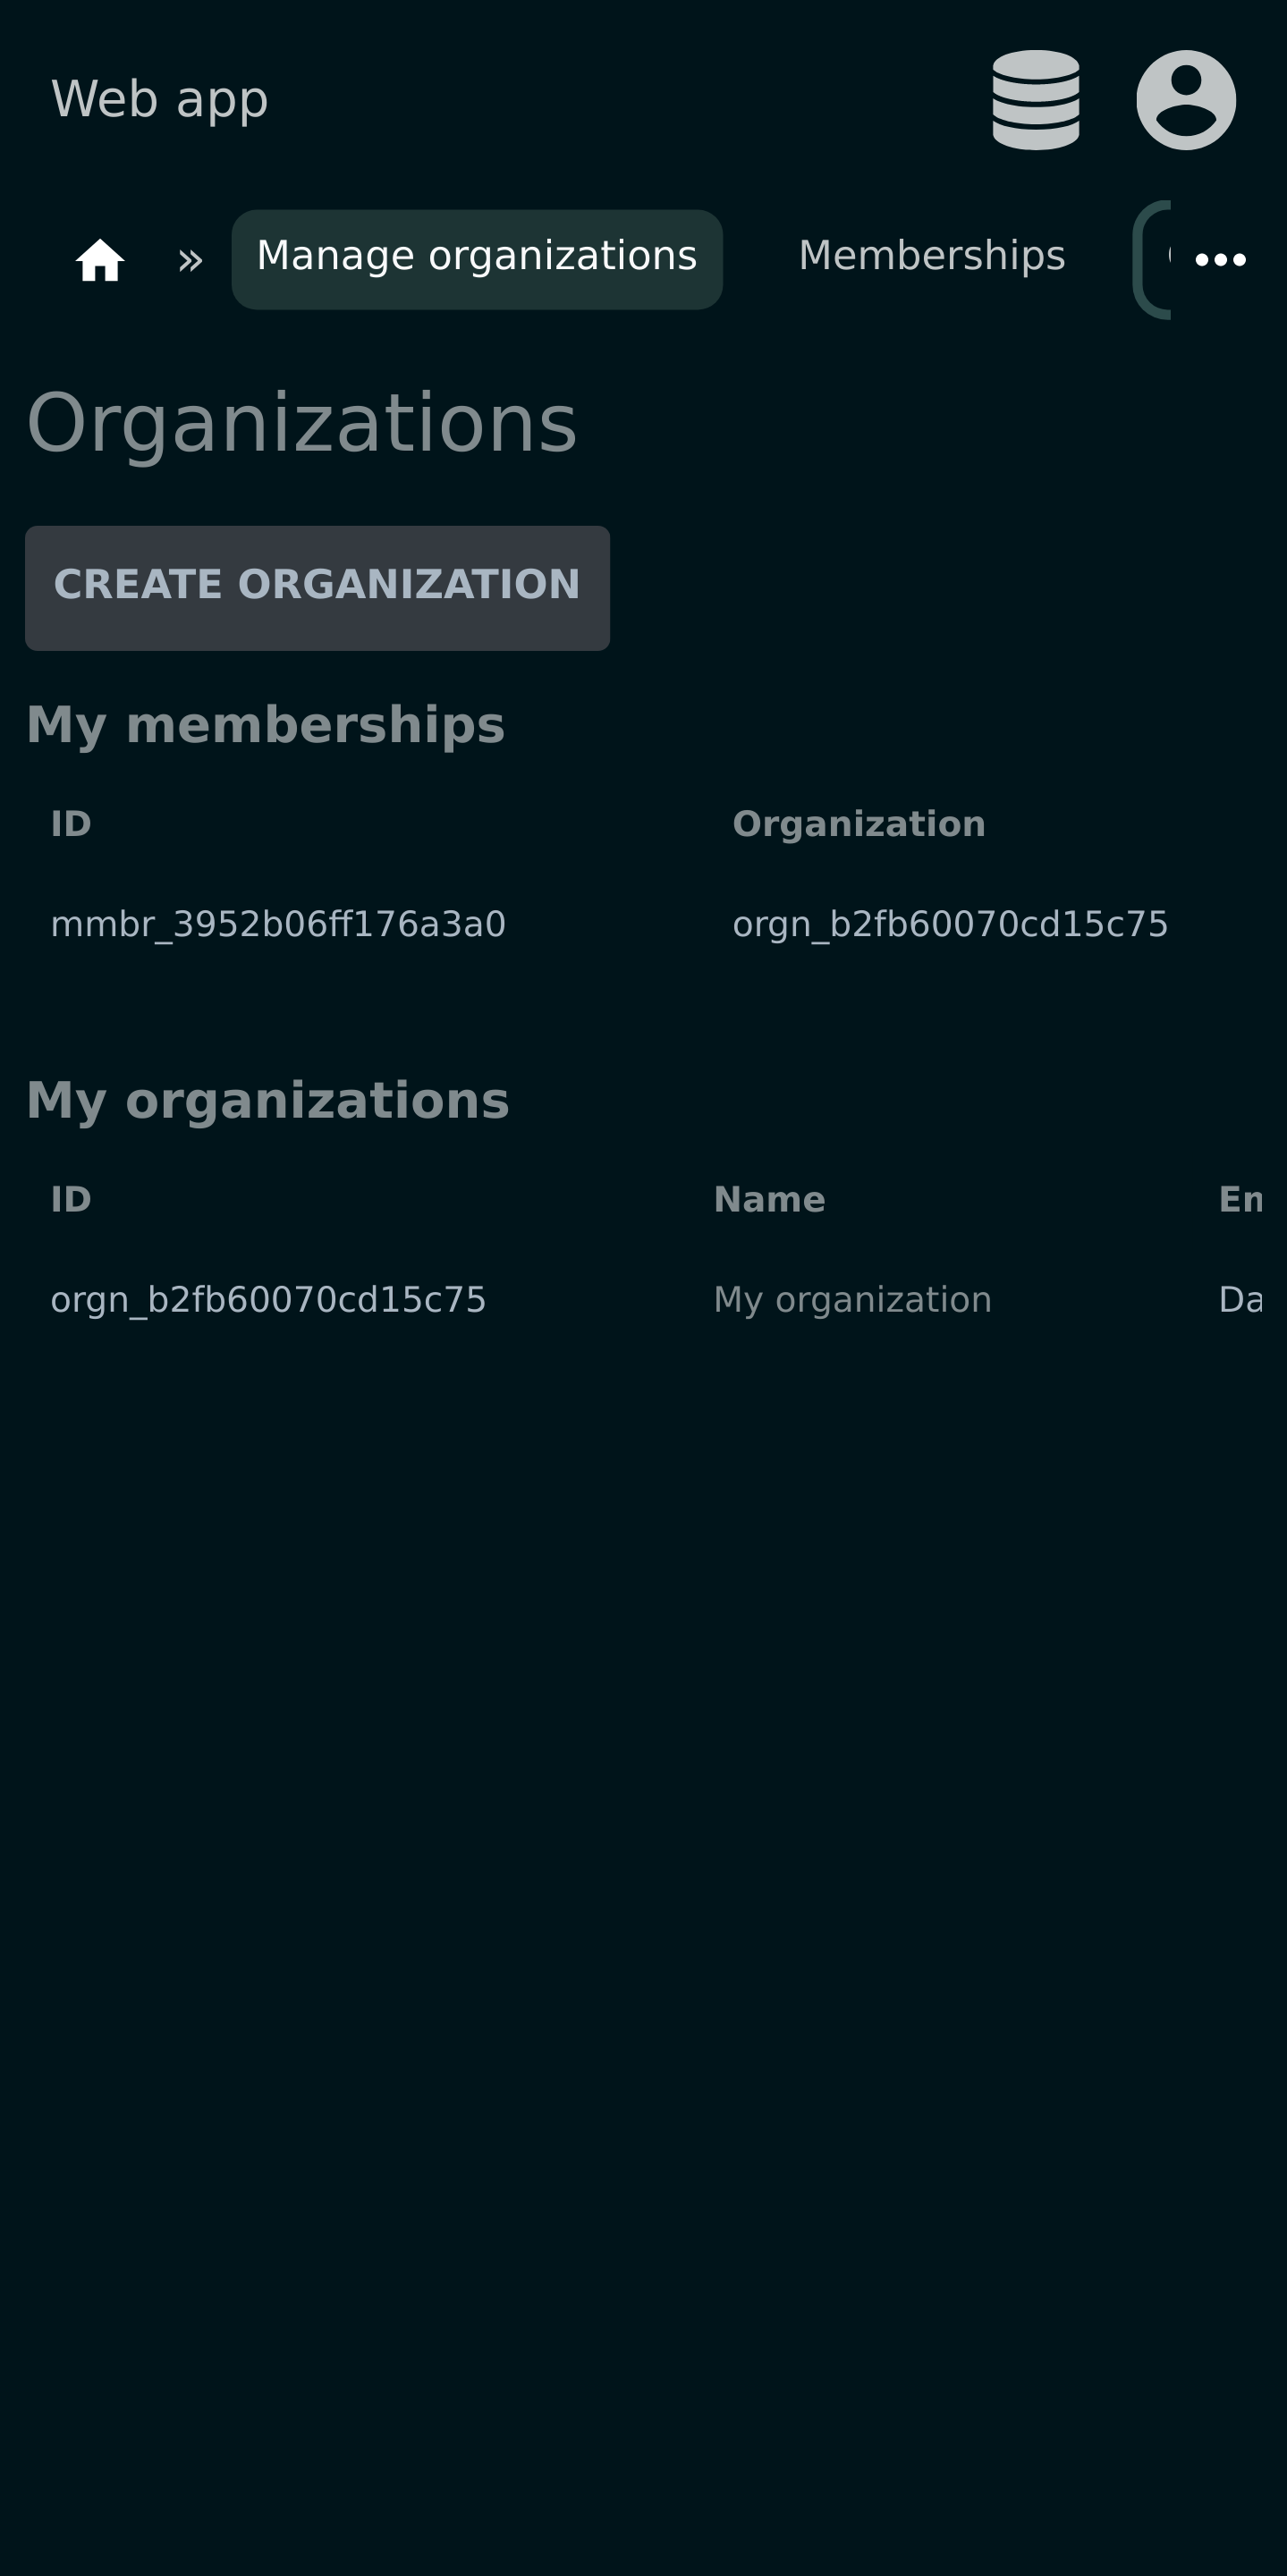 Web app
» Manage organizations Memberships
Organizations
CREATE ORGANIZATION
My memberships
ID Organization
mmbr_3952b06ff176a3a0 orgn_b2fb60070cd15c75
My organizations
ID Name En
orgn_b2fb60070cd15c75 My organization Da